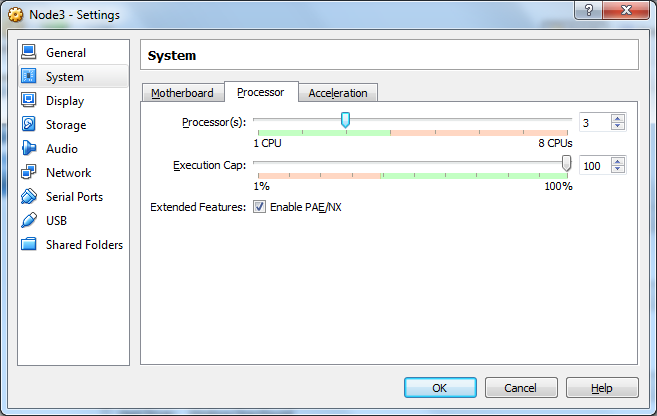 Node3 - Settings
?
General
System
Display
Storage
Audio
Network
Serial Ports
USB
Shared Folders
System
Motherboard Processor Acceleration
Processor(s): 3
1 CPU 8 CPUs
Execution Cap: 100
1% 100%
Extended Features: Enable PAE/NX
OK Cancel Help